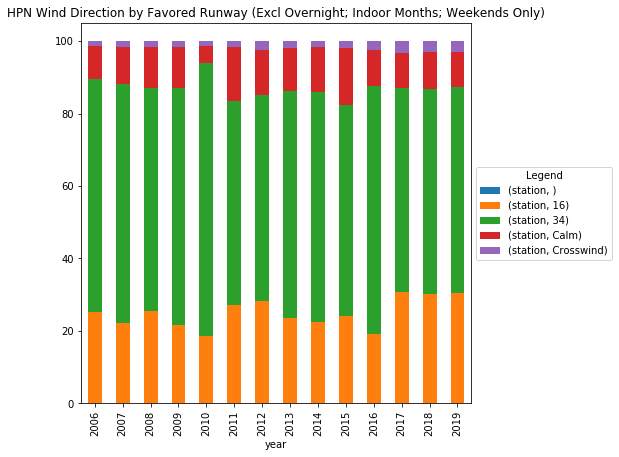 HPN Wind Direction by Favored Runway (Excl Overnight; Indoor Months; Weekends Only)
100
80
60
40
20
0
2006
2007
2008
2009
2010
2011
2012
2013
2014
2015
2016
2017
2018
2019
year
Legend
(station, )
(station, 16)
(station, 34)
(station, Calm)
(station, Crosswind)